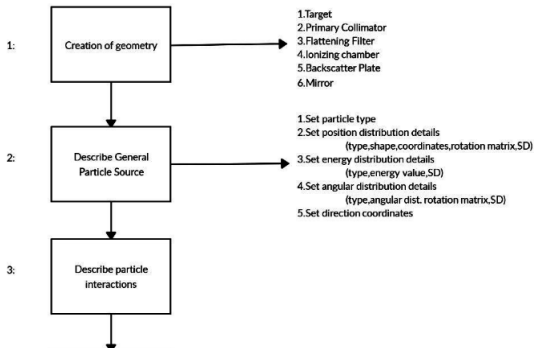 1:
Creation of geometry
1.Target
2.Primary Collimator
3.Flattening Filter
4.Ionizing chamber
5.Backscatter Plate
6.Mirror
2:
Describe General
Particle Source
1.Set particle type
2.Set position distribution details
(type,shape,coordinates,rotation matrix,SD)
3.Set energy distribution details
(type,energy value,SD)
4.Set angular distribution details
(type,angular dist. rotation matrix,SD)
5.Set direction coordinates
3:
Describe particle
interactions